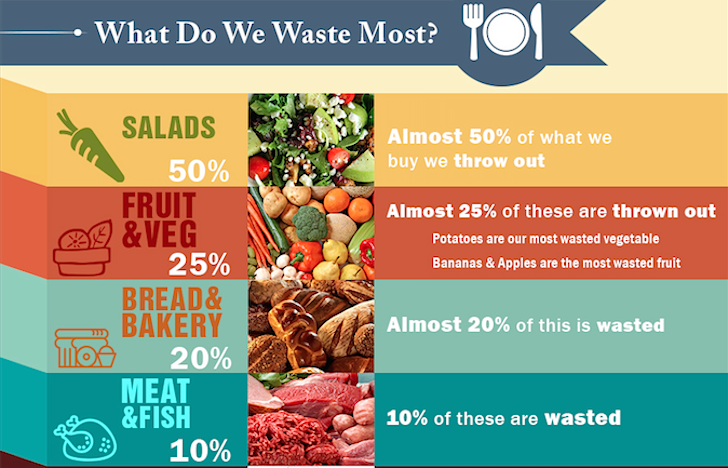 What Do We Waste Most?
SALADS
50%
Almost 50% of what we
buy we throw out
FRUIT
&VEG
25%
Almost 25% of these are thrown out
Potatoes are our most wasted vegetable
Bananas & Apples are the most wasted fruit
BREAD&
BAKERY
20%
Almost 20% of this is wasted
MEAT
&FISH
10%
10% of these are wasted